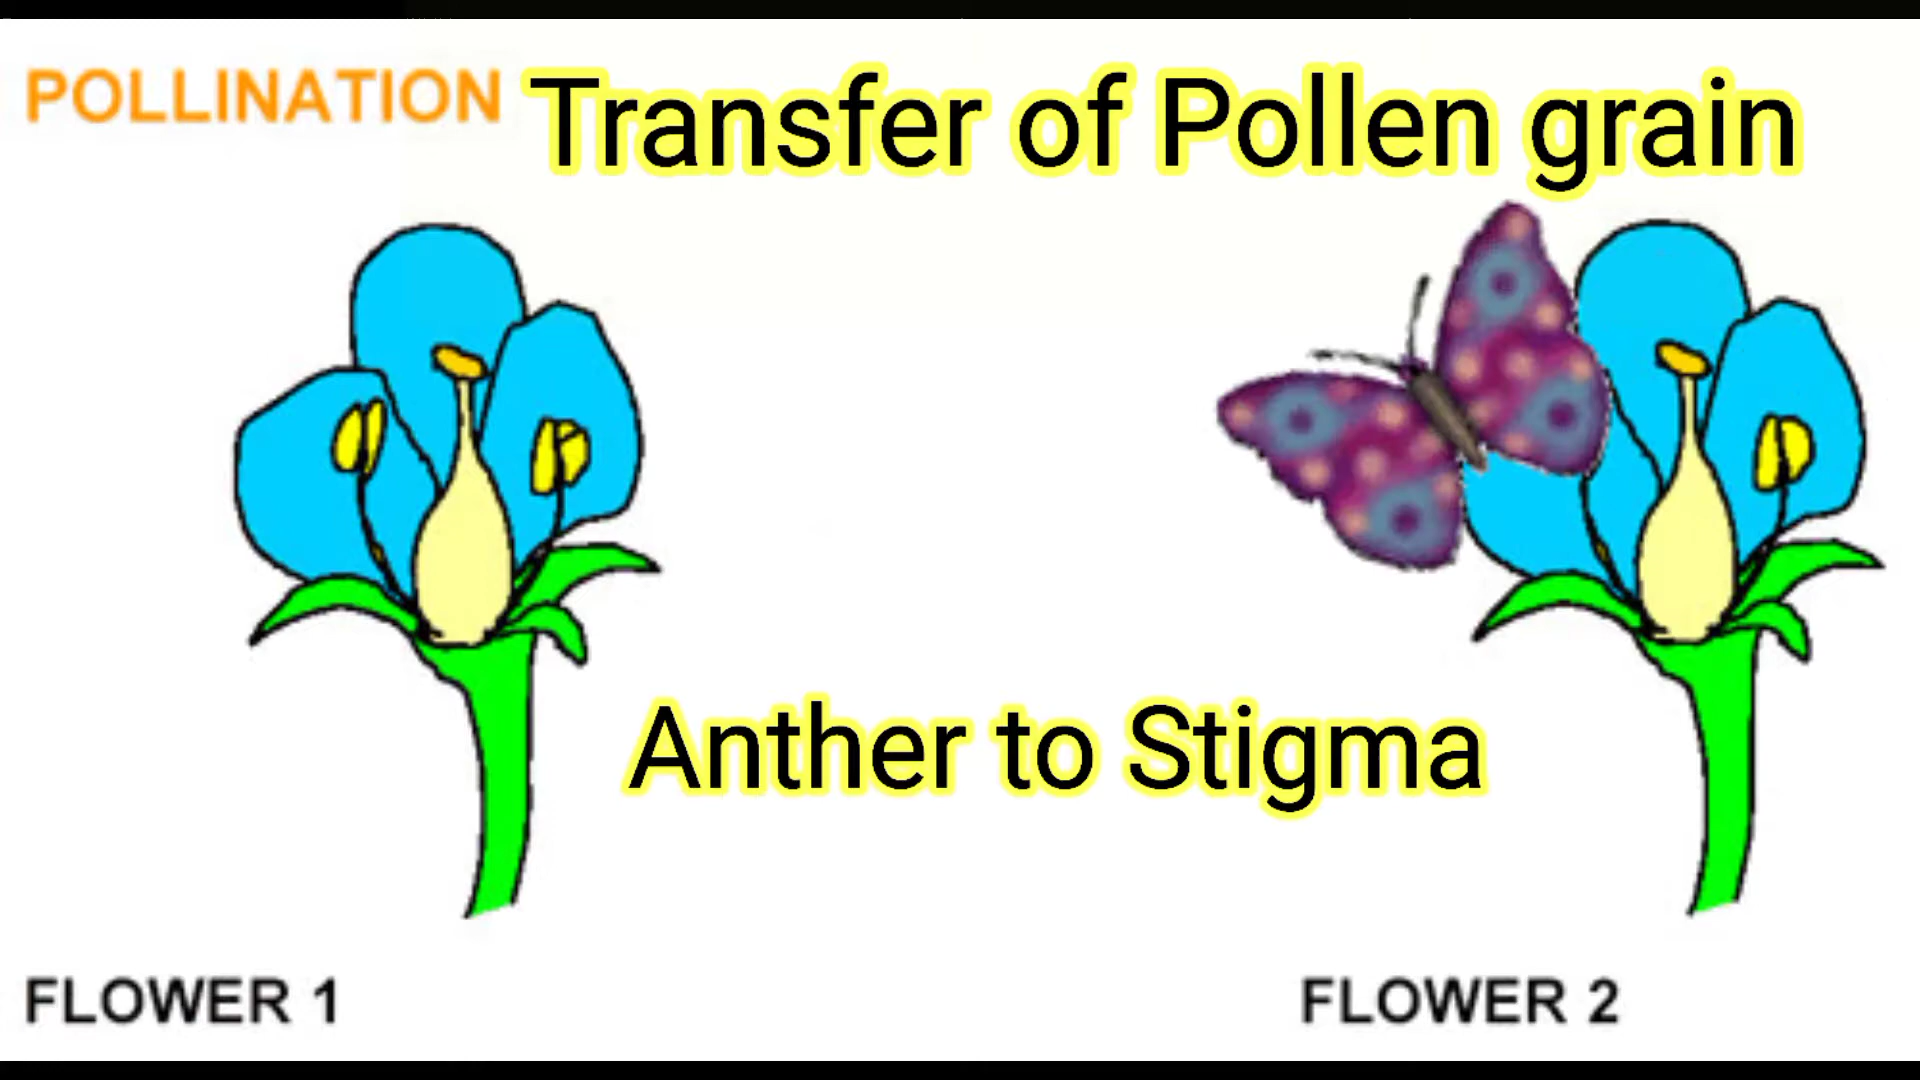 POLLINATION Transfer of Pollen grain
Anther to Stigma
FLOWER 1
FLOWER 2